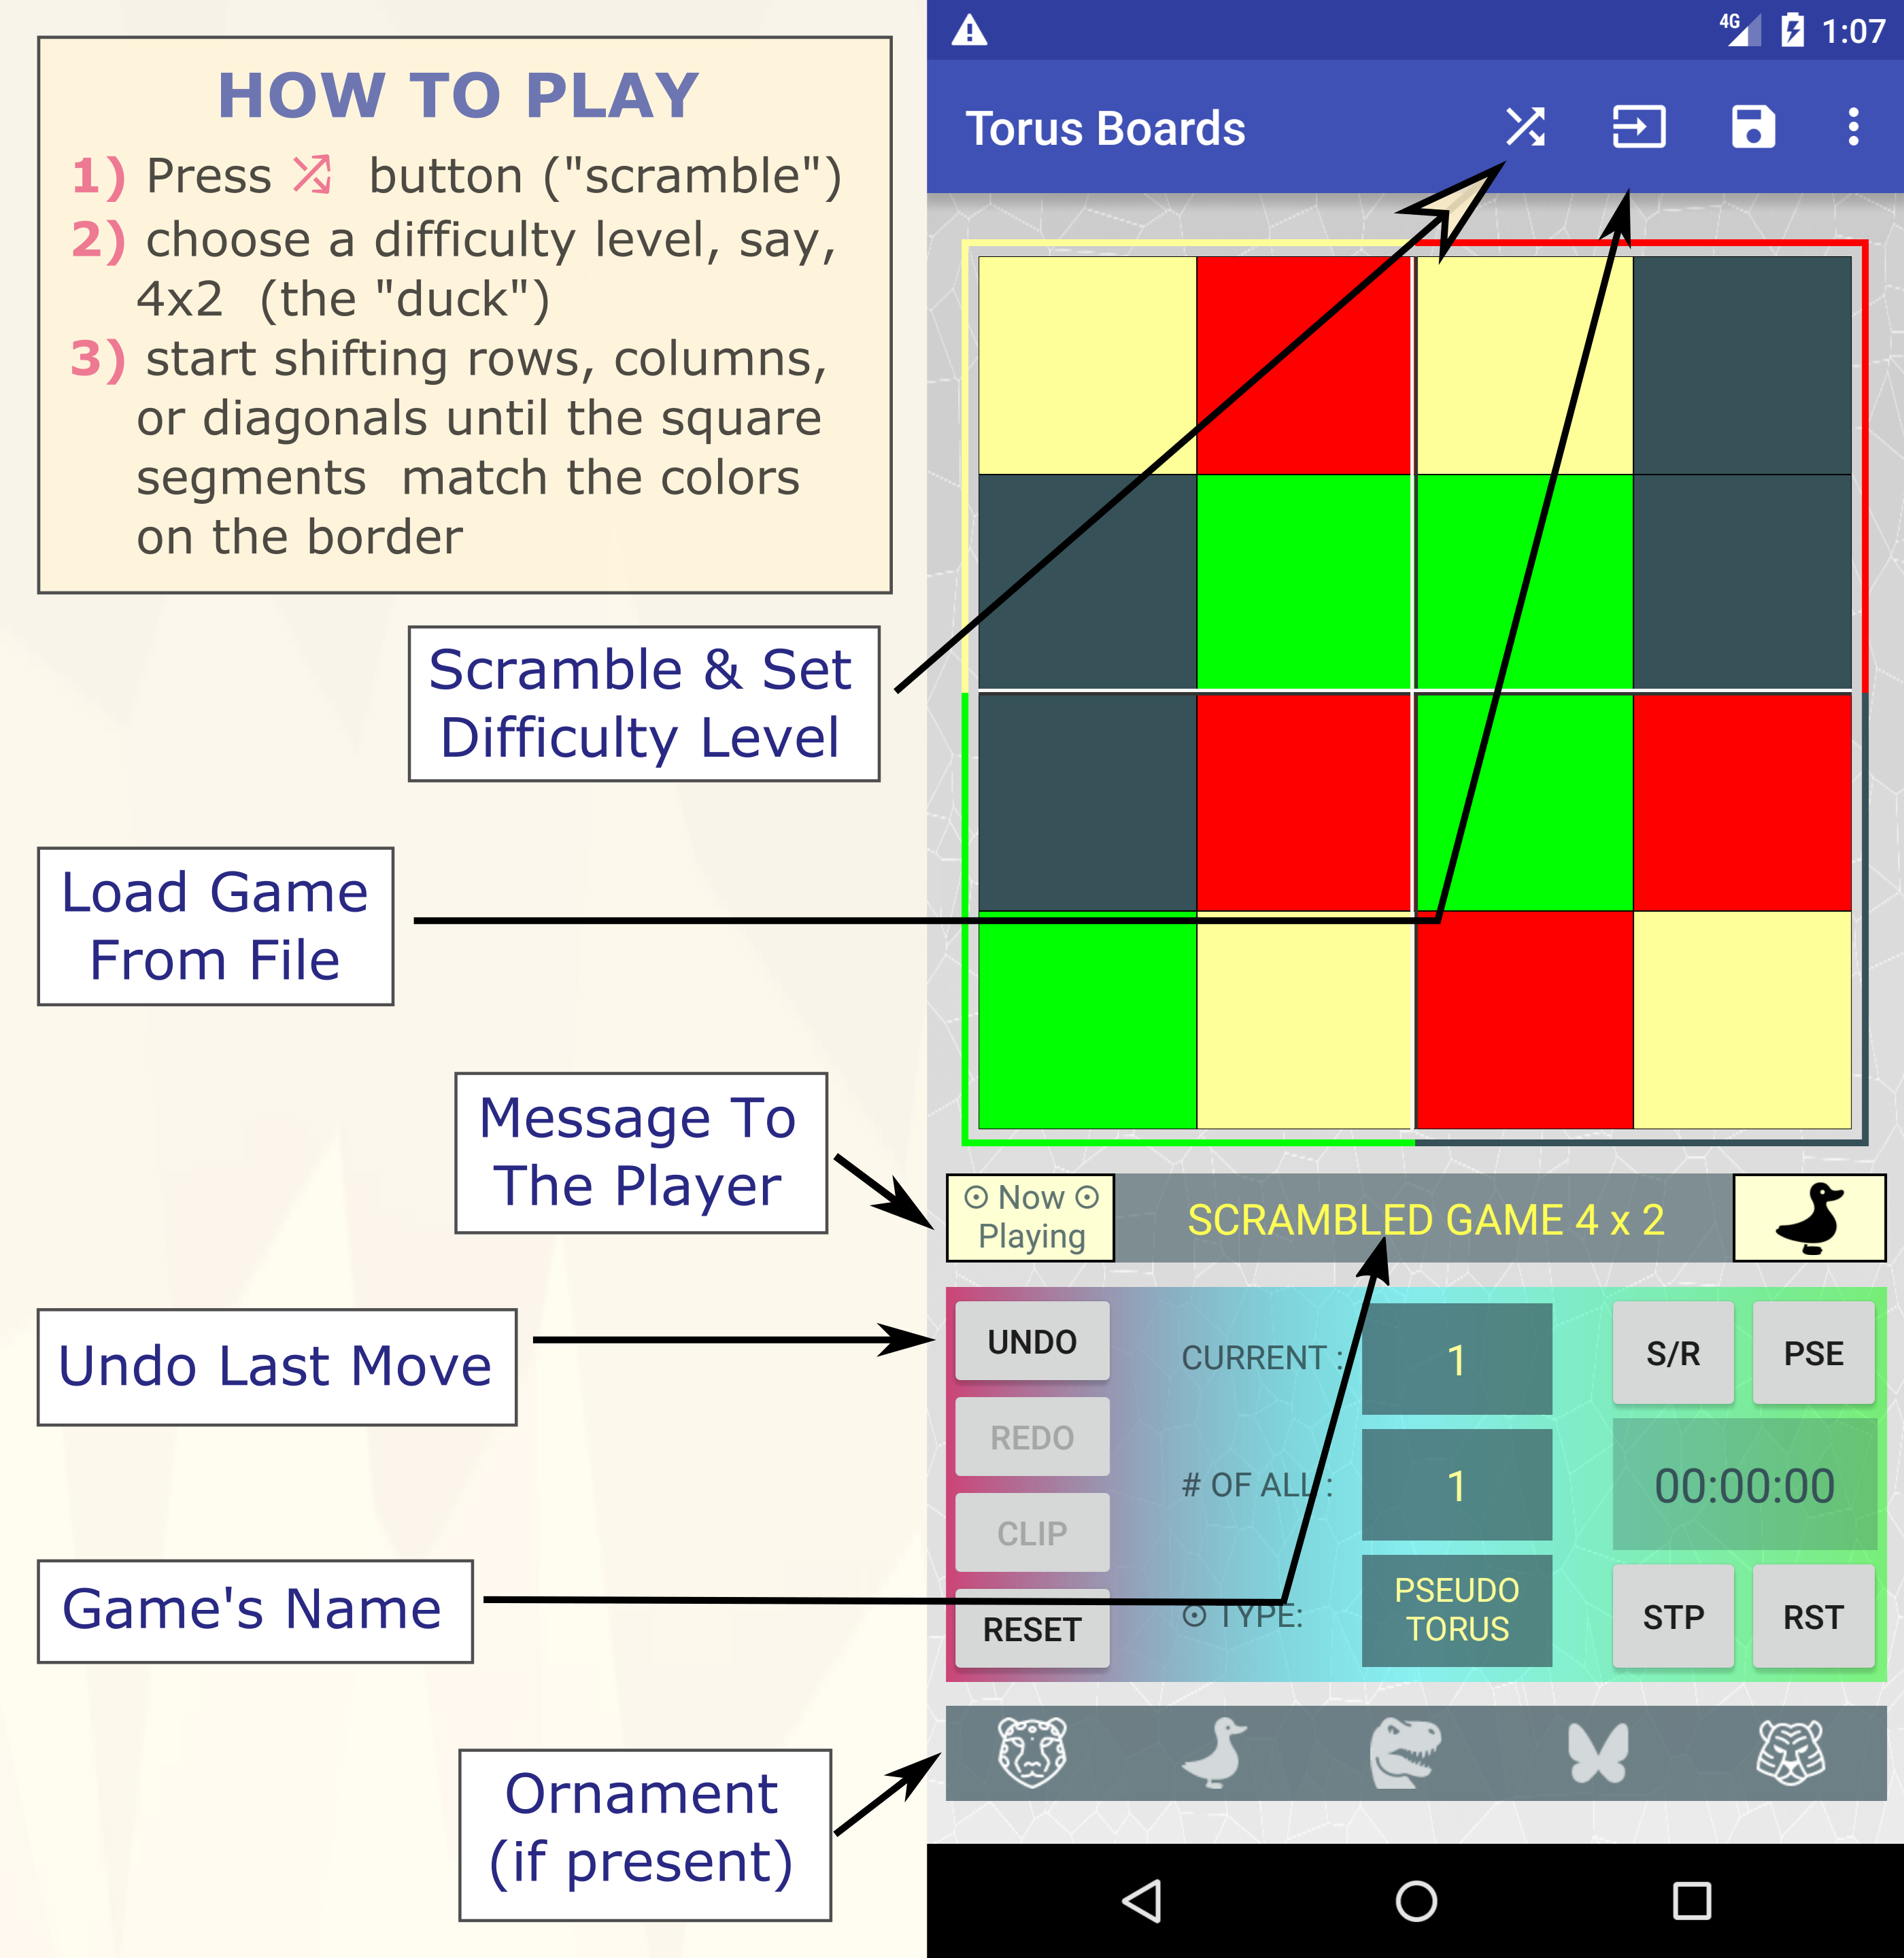 HOW TO PLAY
1) Press button ("scramble")
2) choose a difficulty level, say,
4x2 (the "duck")
3) start shifting rows, columns,
or diagonals until the square
segments match the colors
on the border
Scramble & Set
Difficulty Level
Load Game
From File
Message To
The Player
Undo Last Move
Game's Name
Ornament
(if present)
4G 1:07
Torus Boards
⊙ Now ⊙
Playing
SCRAMBLED GAME 4 x 2
UNDO
REDO
CLIP
RESET
CURRENT : 1
# OF ALL : 1
⊙ TYPE: PSEUDO
TORUS
S/R PSE
00:00:00
STP RST